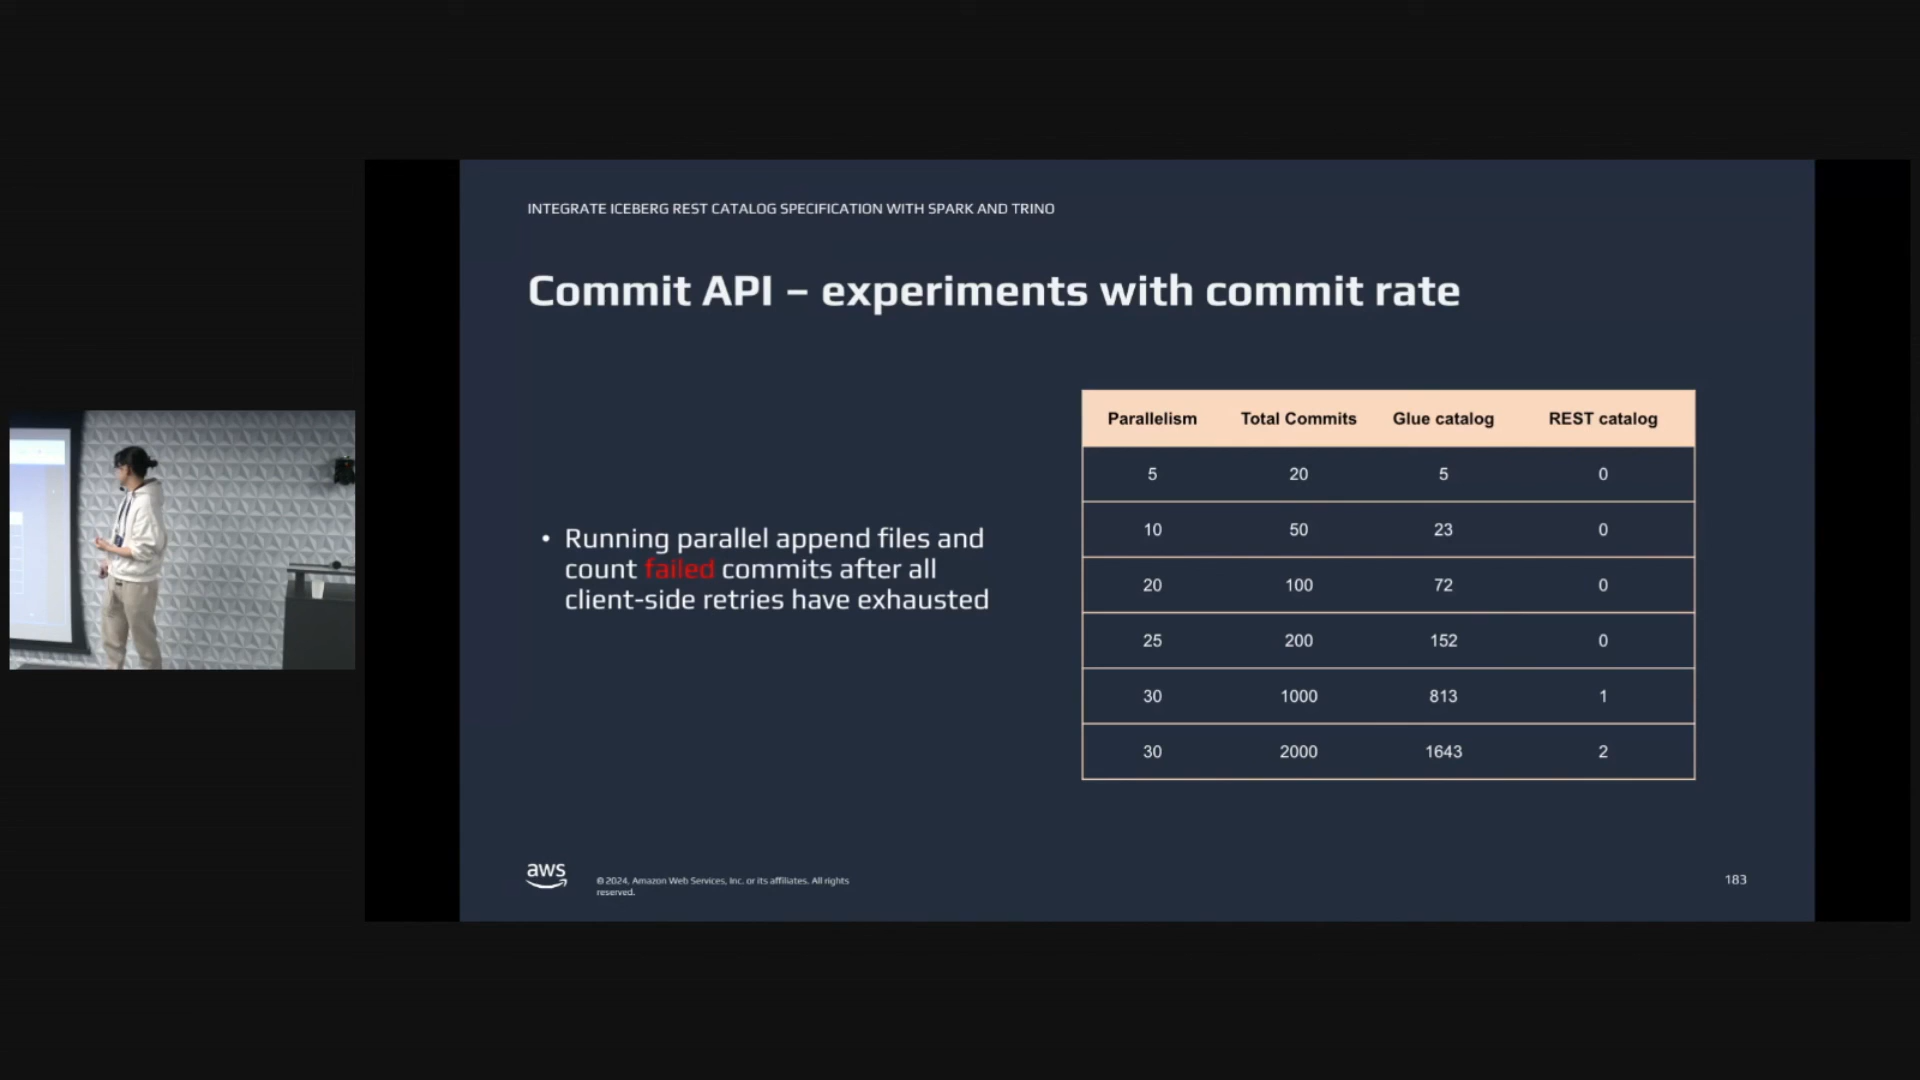 INTEGRATE ICEBERG REST CATALOG SPECIFICATION WITH SPARK AND TRINO
Commit API – experiments with commit rate
• Running parallel append files and
count failed commits after all
client-side retries have exhausted
Parallelism Total Commits Glue catalog REST catalog
5 20 5 0
10 50 23 0
20 100 72 0
25 200 152 0
30 1000 813 1
30 2000 1643 2
aws
© 2024, Amazon Web Services, Inc. or its affiliates. All rights
reserved.
183